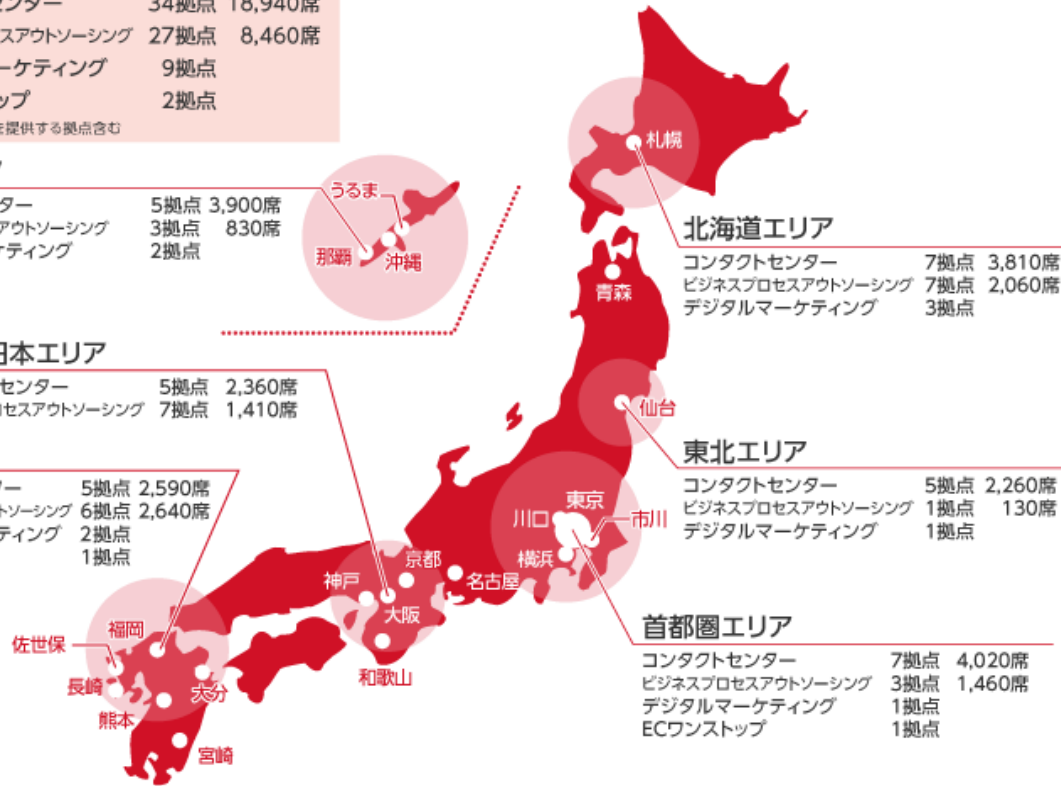 センター 34拠点 18,940席
スアウトソーシング 27拠点 8,460席
ーケティング 9拠点
ップ 2拠点
を提供する拠点含む
ター 5拠点 3,900席
アウトソーシング 3拠点 830席
ケティング 2拠点
うるま
那覇
沖縄
札幌
北海道エリア
コンタクトセンター 7拠点 3,810席
ビジネスプロセスアウトソーシング 7拠点 2,060席
デジタルマーケティング 3拠点
青森
日本エリア
センター 5拠点 2,360席
ロセスアウトソーシング 7拠点 1,410席
仙台
東北エリア
コンタクトセンター 5拠点 2,260席
ビジネスプロセスアウトソーシング 1拠点 130席
デジタルマーケティング 1拠点
ー 5拠点 2,590席
トソーシング 6拠点 2,640席
ティング 2拠点
1拠点
東京
川口
市川
横浜
京都
神戸
名古屋
大阪
和歌山
福岡
佐世保
長崎
大分
熊本
宮崎
首都圏エリア
コンタクトセンター 7拠点 4,020席
ビジネスプロセスアウトソーシング 3拠点 1,460席
デジタルマーケティング 1拠点
ECワンストップ 1拠点